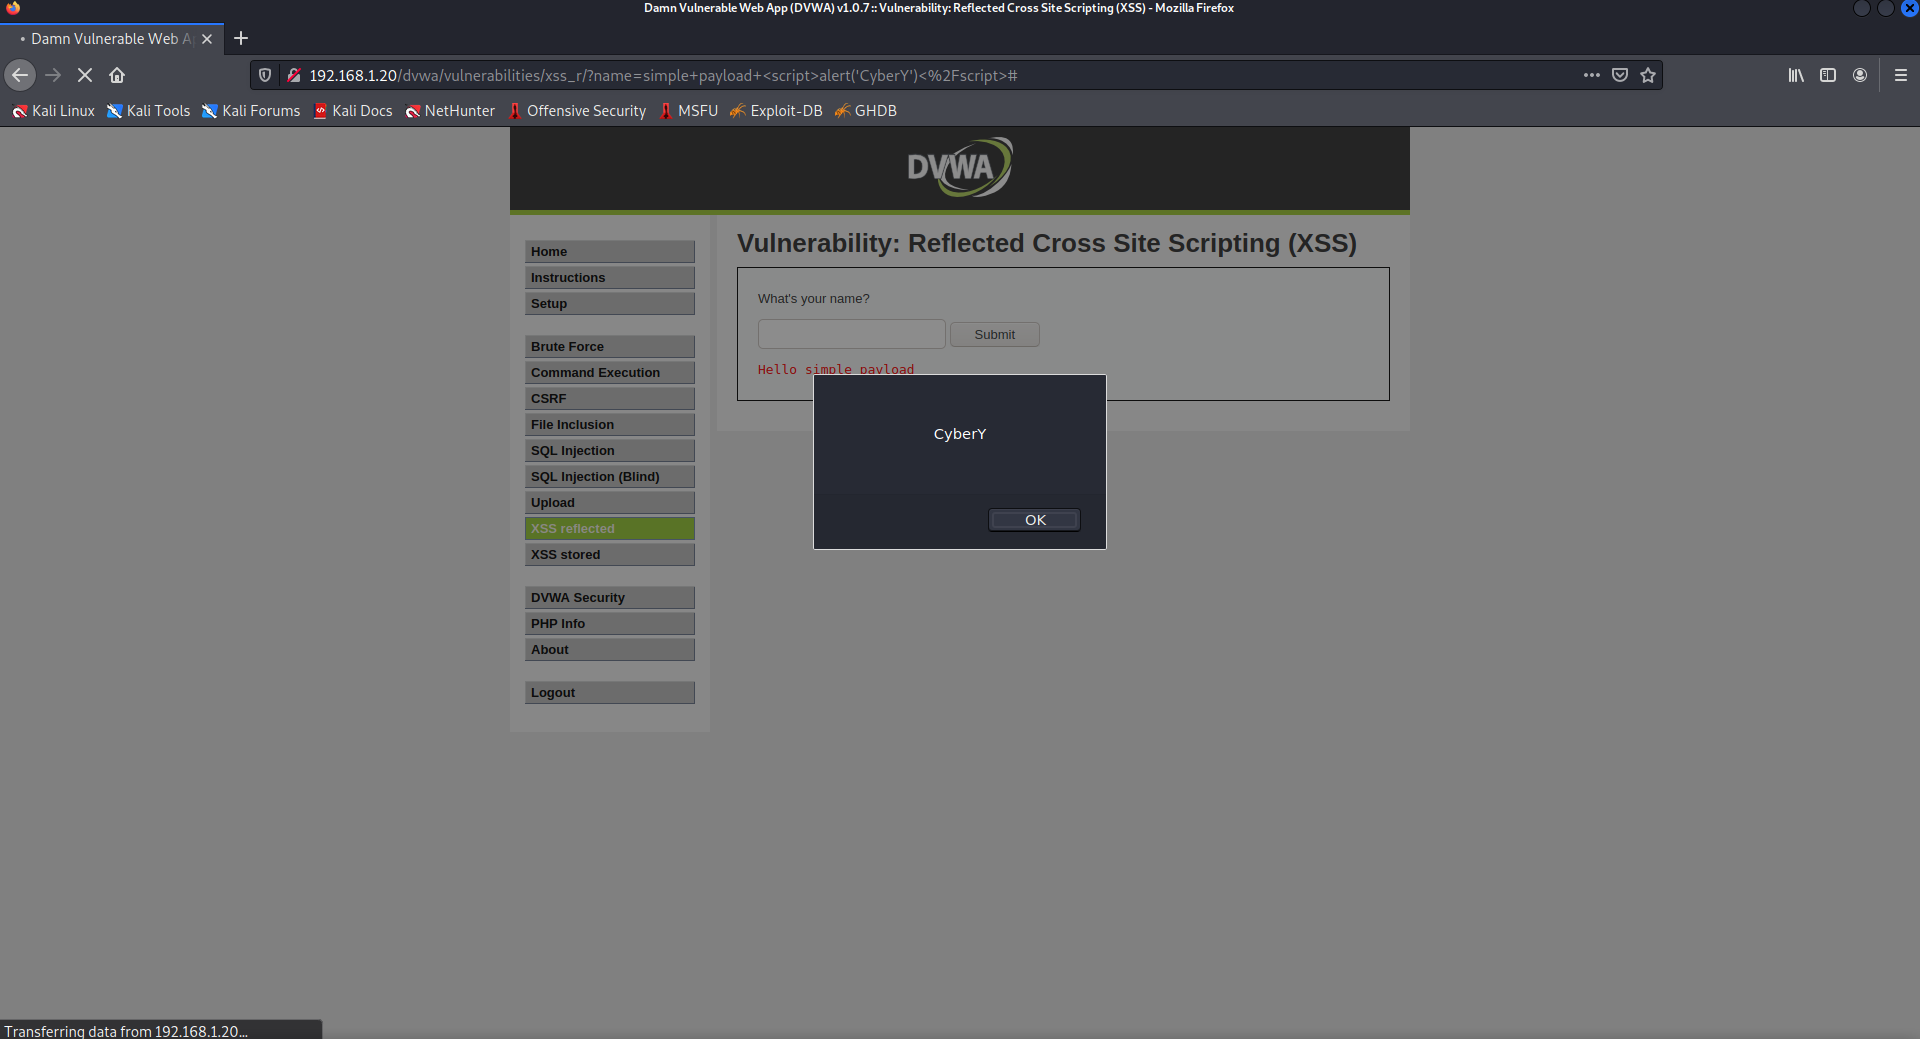 Damn Vulnerable Web App (DVWA) v1.0.7 :: Vulnerability: Reflected Cross Site Scripting (XSS) - Mozilla Firefox
Damn Vulnerable Web A
192.168.1.20/dvwa/vulnerabilities/xss_r/?name=simple+payload+<script>alert('CyberY')<%2Fscript>#
Kali Linux Kali Tools Kali Forums Kali Docs NetHunter Offensive Security MSFU Exploit-DB GHDB
DVWA
Home
Instructions
Setup
Brute Force
Command Execution
CSRF
File Inclusion
SQL Injection
SQL Injection (Blind)
Upload
XSS reflected
XSS stored
DVWA Security
PHP Info
About
Logout
Vulnerability: Reflected Cross Site Scripting (XSS)
What's your name?
Submit
Hello simple payload
CyberY
OK
Transferring data from 192.168.1.20...